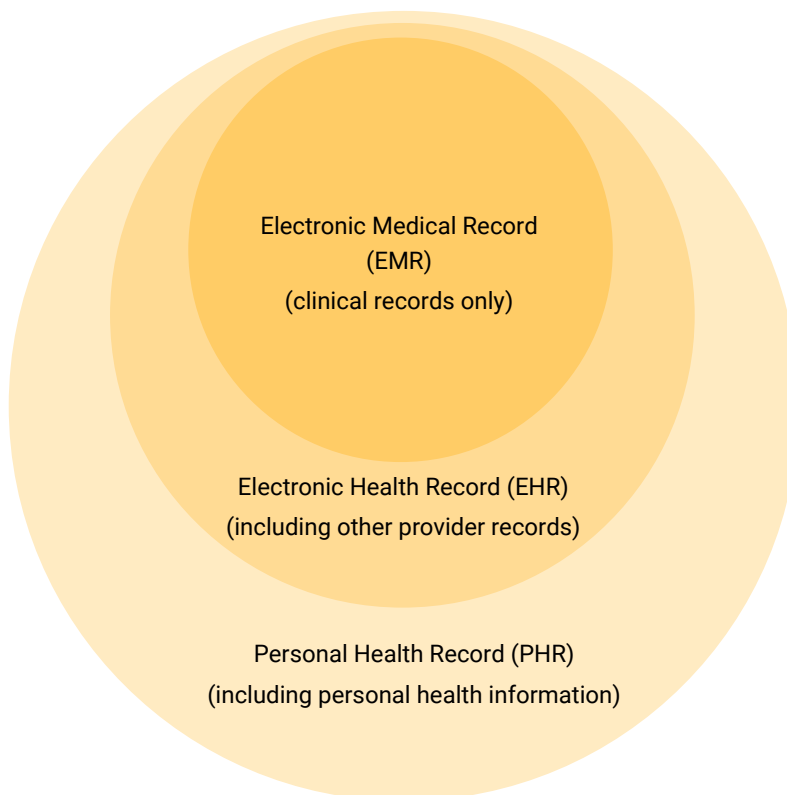 Electronic Medical Record
(EMR)
(clinical records only)
Electronic Health Record (EHR)
(including other provider records)
Personal Health Record (PHR)
(including personal health information)